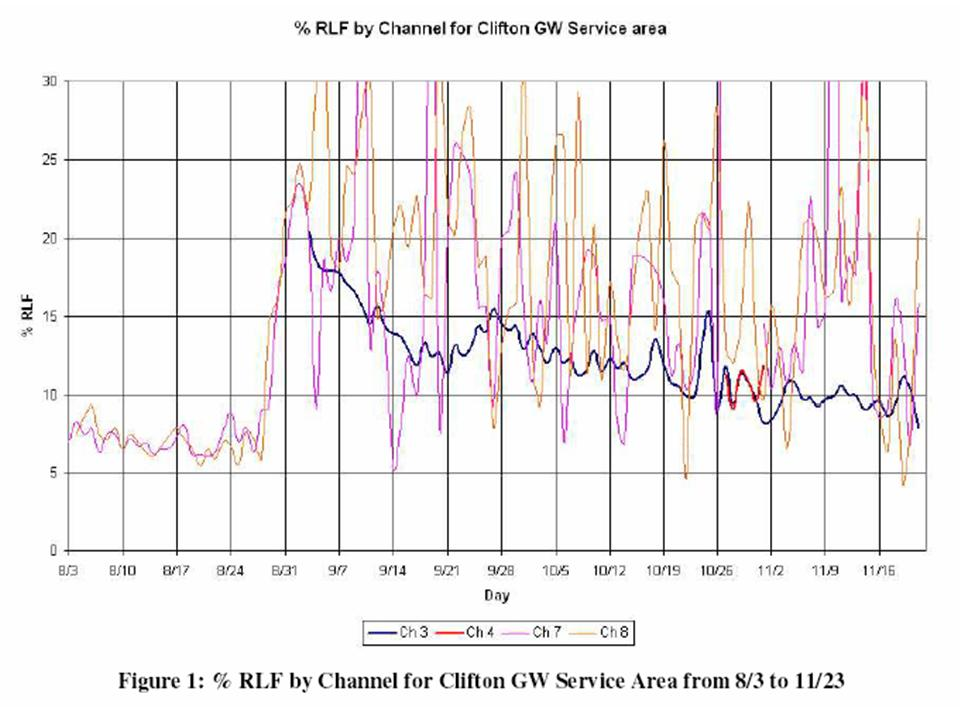 % RLF by Channel for Clifton GW Service area
30
25
20
15
10
5
0
% RLF
8/3 8/10 8/17 8/24 8/31 9/7 9/14 9/21 9/28 10/5 10/12 10/19 10/26 11/2 11/9 11/16
Day
Ch 3 Ch 4 Ch 7 Ch 8
Figure 1: % RLF by Channel for Clifton GW Service Area from 8/3 to 11/23